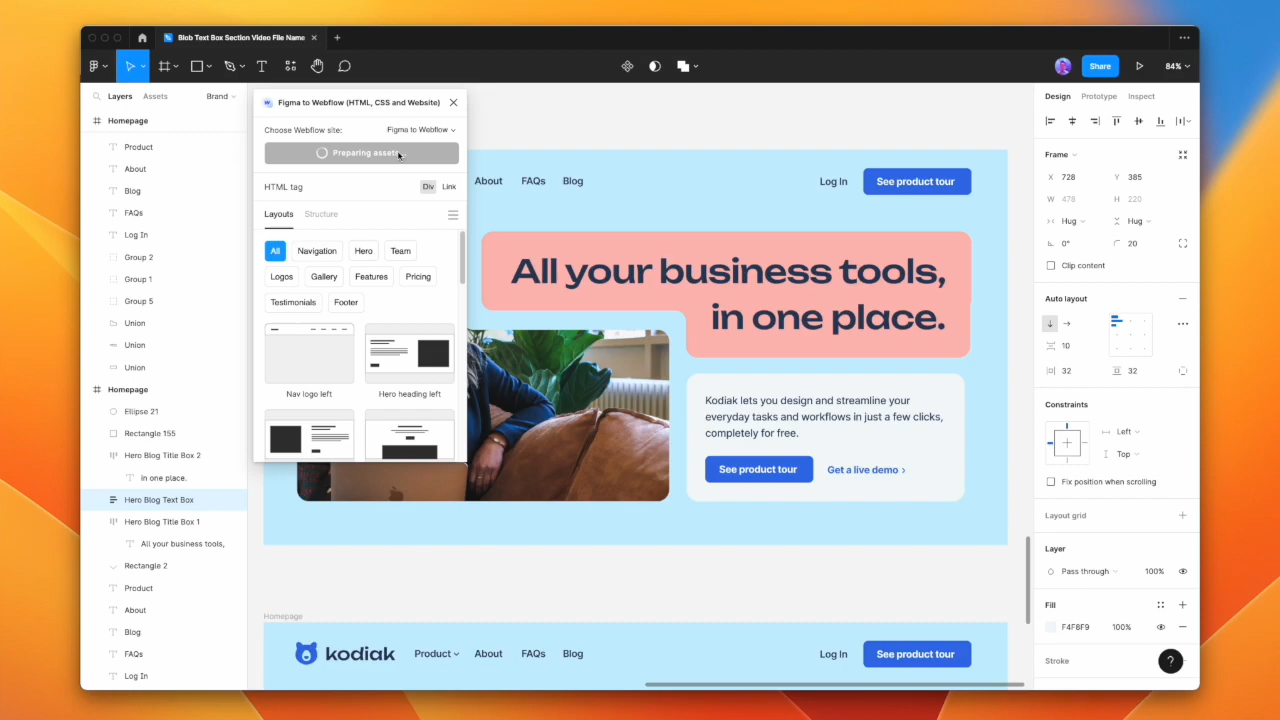 Blob Text Box Section Video File Name
Share
84%
Layers
Assets
Brand
Homepage
Product
About
Blog
FAQs
Log In
Group 2
Group 1
Group 5
Union
Union
Union
Homepage
Ellipse 21
Rectangle 155
Hero Blog Title Box 2
in one place.
Hero Blog Text Box
Hero Blog Title Box 1
All your business tools,
Rectangle 2
Product
About
Blog
FAQs
Log In
Figma to Webflow (HTML, CSS and Website)
Choose Webflow site:
Figma to Webflow
Preparing assets...
HTML tag
Div
Link
Layouts
Structure
All
Navigation
Hero
Team
Logos
Gallery
Features
Pricing
Testimonials
Footer
Nav logo left
Hero heading left
About
FAQs
Blog
Log In
See product tour
All your business tools,
in one place.
Kodiak lets you design and streamline your
everyday tasks and workflows in just a few clicks,
completely for free.
See product tour
Get a live demo
Homepage
kodiak
Product
About
FAQs
Blog
Log In
See product tour
Design
Prototype
Inspect
Frame
X 728
Y 385
W 478
H 220
Hug
Hug
0°
20
Clip content
Auto layout
10
32
32
Constraints
Left
Top
Fix position when scrolling
Layout grid
Layer
Pass through
100%
Fill
F4F8F9
100%
Stroke
?